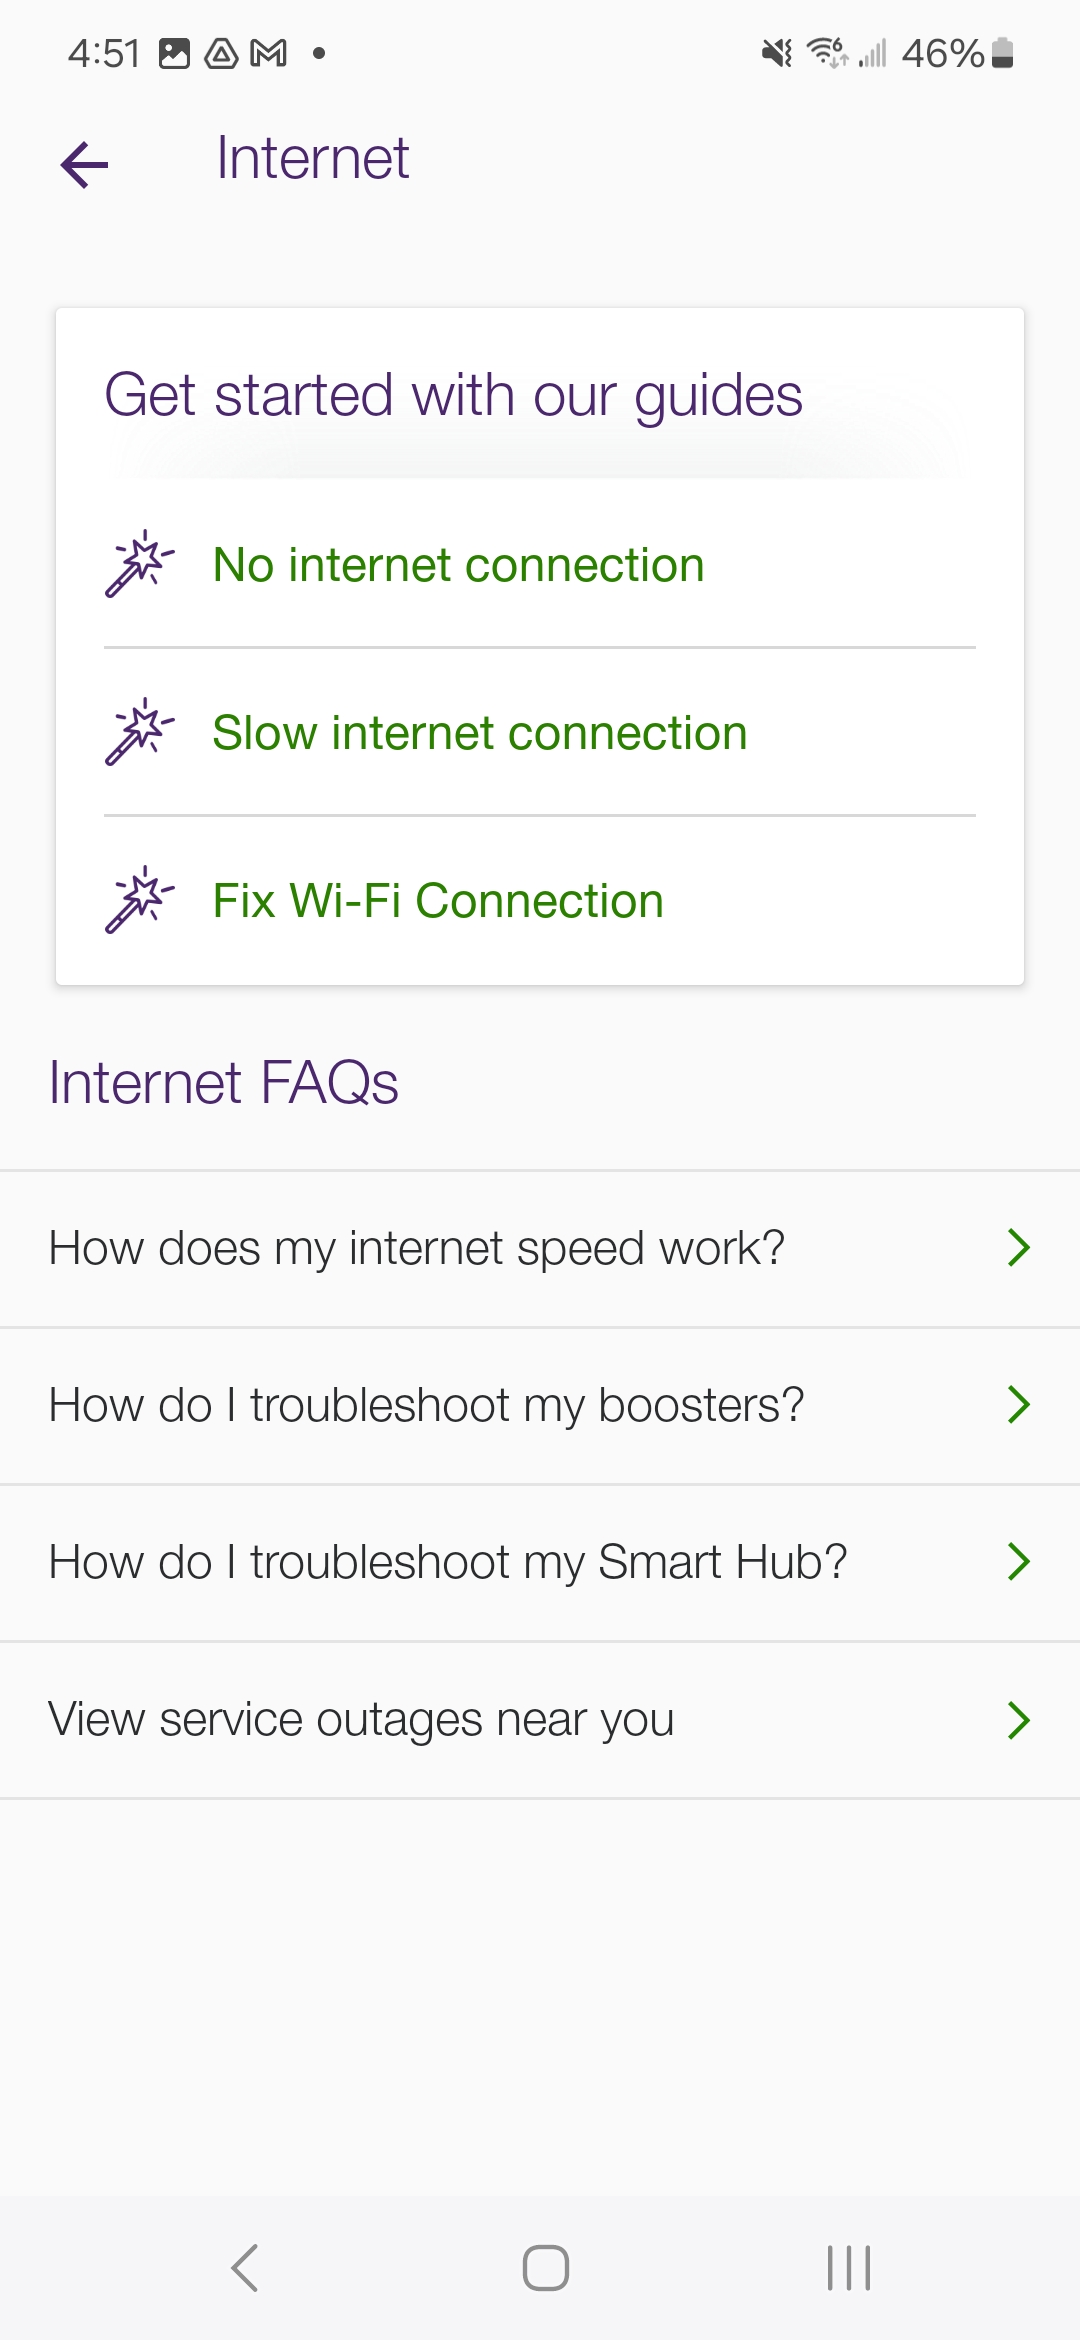 4:51 46%
Internet
Get started with our guides
No internet connection
Slow internet connection
Fix Wi-Fi Connection
Internet FAQs
How does my internet speed work?
How do I troubleshoot my boosters?
How do I troubleshoot my Smart Hub?
View service outages near you